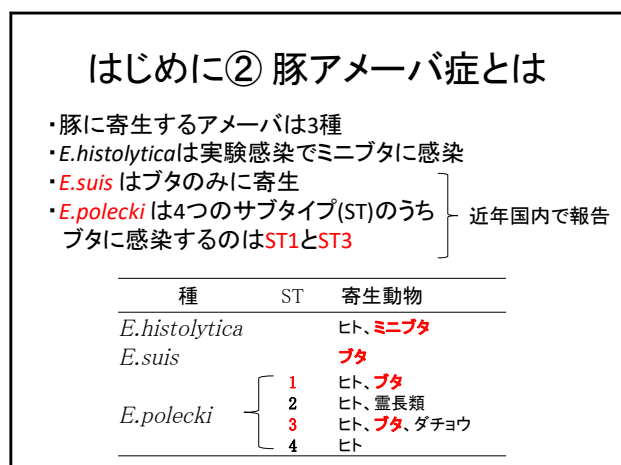 はじめに② 豚アメーバ症とは
・豚に寄生するアメーバは3種
・E.histolyticaは実験感染でミニブタに感染
・E.suis はブタのみに寄生
・E.polecki は4つのサブタイプ(ST)のうち
ブタに感染するのはST1とST3
近年国内で報告
種 ST 寄生動物
E.histolytica ヒト、ミニブタ
E.suis ブタ
E.polecki
1 ヒト、ブタ
2 ヒト、霊長類
3 ヒト、ブタ、ダチョウ
4 ヒト